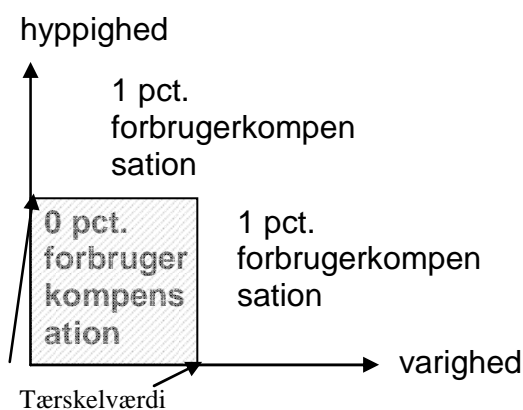 hyppighed
1 pct.
forbrugerkompen
sation
0 pct.
forbruger
kompens
ation
1 pct.
forbrugerkompen
sation
varighed
Tærskelværdi